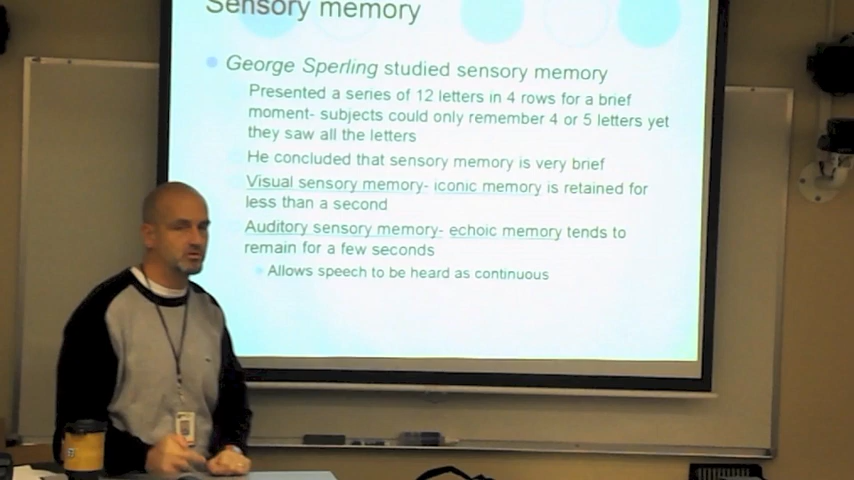 Sensory memory
George Sperling studied sensory memory
Presented a series of 12 letters in 4 rows for a brief
moment- subjects could only remember 4 or 5 letters yet
they saw all the letters
He concluded that sensory memory is very brief
Visual sensory memory- iconic memory is retained for
less than a second
Auditory sensory memory- echoic memory tends to
remain for a few seconds
Allows speech to be heard as continuous